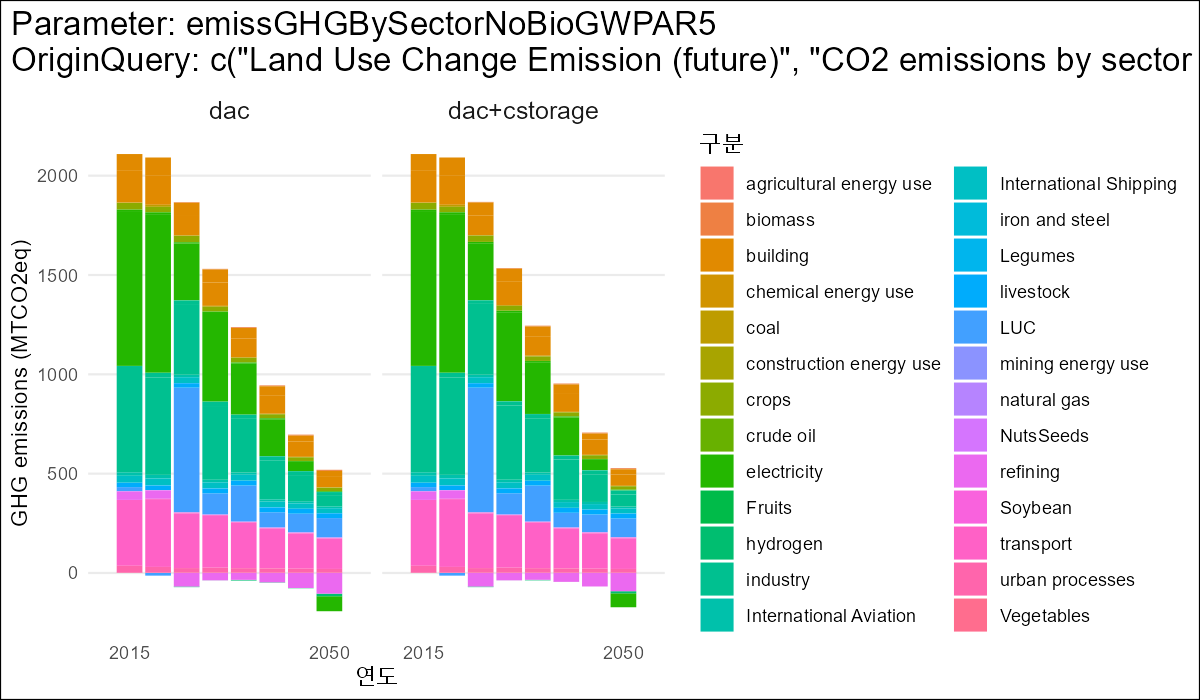 Parameter: emissGHGBySectorNoBioGWPAR5
OriginQuery: c("Land Use Change Emission (future)", "CO2 emissions by sector
dac
dac+cstorage
GHG emissions (MTCO2eq)
2000
1500
1000
500
0
2015
2050
2015
2050
연도
구분
agricultural energy use
biomass
building
chemical energy use
coal
construction energy use
crops
crude oil
electricity
Fruits
hydrogen
industry
International Aviation
International Shipping
iron and steel
Legumes
livestock
LUC
mining energy use
natural gas
NutsSeeds
refining
Soybean
transport
urban processes
Vegetables